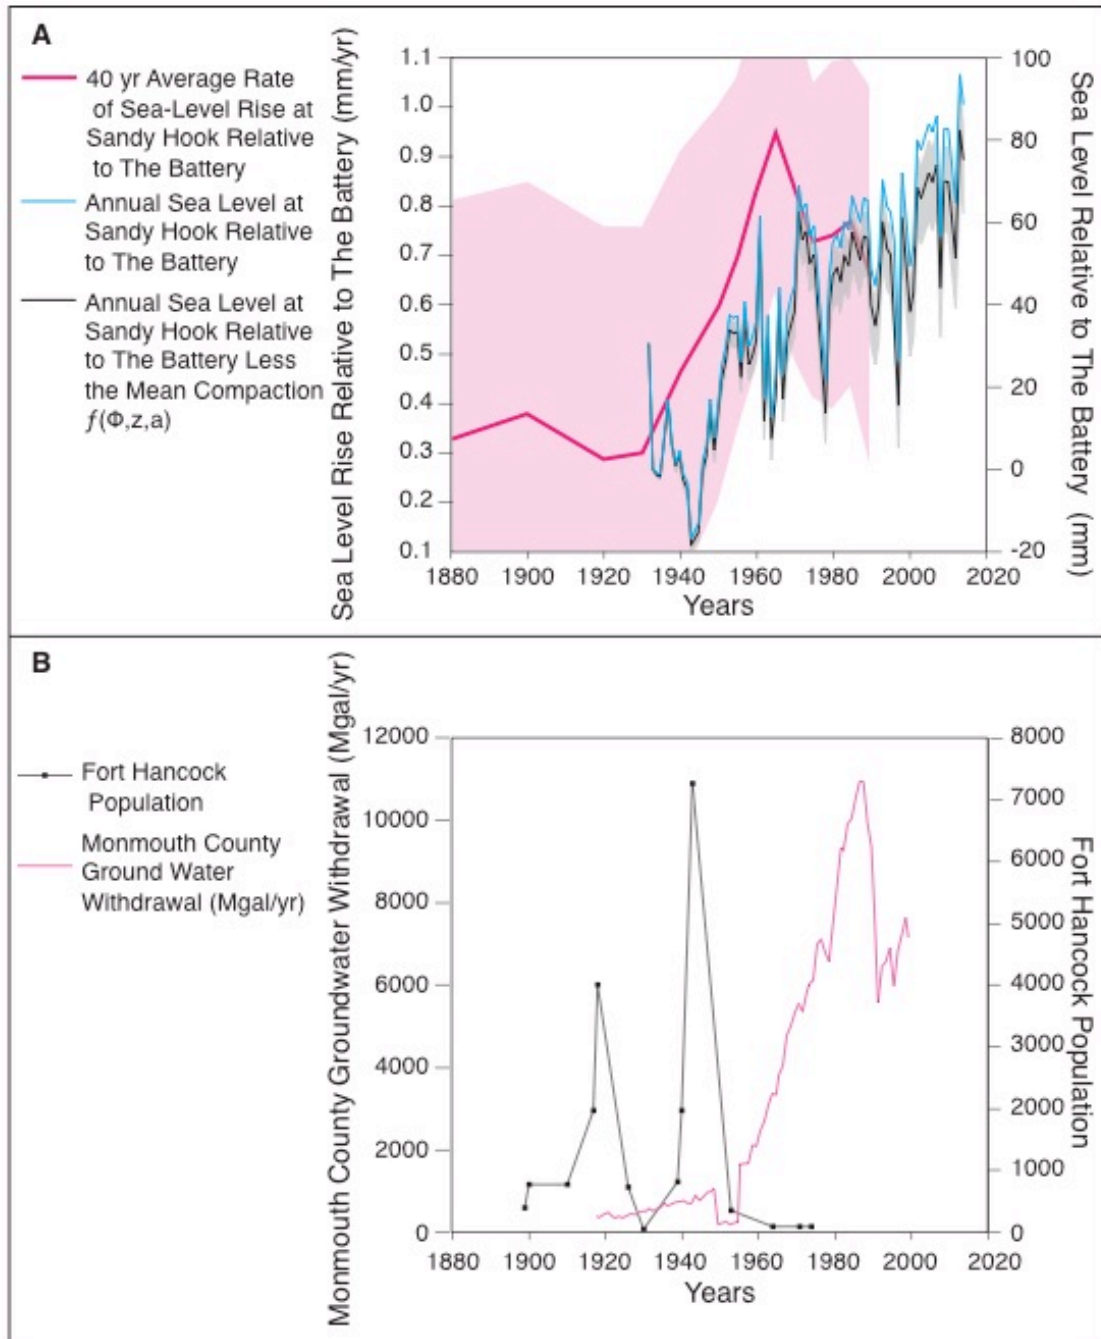 A
40 yr Average Rate
of Sea-Level Rise at
Sandy Hook Relative
to The Battery
Annual Sea Level at
Sandy Hook Relative
to The Battery
Annual Sea Level at
Sandy Hook Relative
to The Battery Less
the Mean Compaction
ƒ(Φ,z,a)
Sea Level Rise Relative to The Battery (mm/yr)
1.1
1.0
0.9
0.8
0.7
0.6
0.5
0.4
0.3
0.2
0.1
100
80
60
40
20
0
-20
Sea Level Relative to The Battery (mm)
1880 1900 1920 1940 1960 1980 2000 2020
Years
B
Fort Hancock
Population
Monmouth County
Ground Water
Withdrawal (Mgal/yr)
Monmouth County Groundwater Withdrawal (Mgal/yr)
12000
10000
8000
6000
4000
2000
0
8000
7000
6000
5000
4000
3000
2000
1000
0
Fort Hancock Population
1880 1900 1920 1940 1960 1980 2000 2020
Years